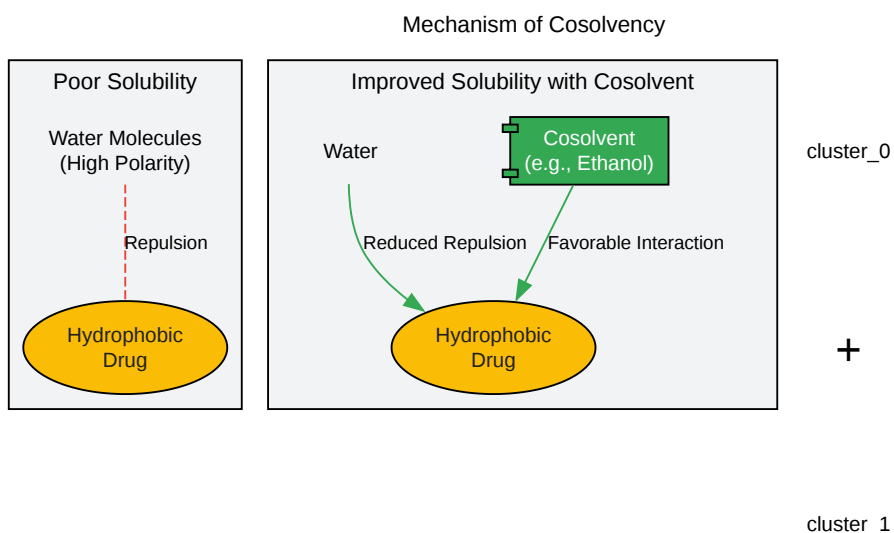 Mechanism of Cosolvency
Poor Solubility
Water Molecules
(High Polarity)
Repulsion
Hydrophobic
Drug
Improved Solubility with Cosolvent
Water
Cosolvent
(e.g., Ethanol)
Reduced Repulsion
Favorable Interaction
Hydrophobic
Drug
cluster_0
+
cluster_1